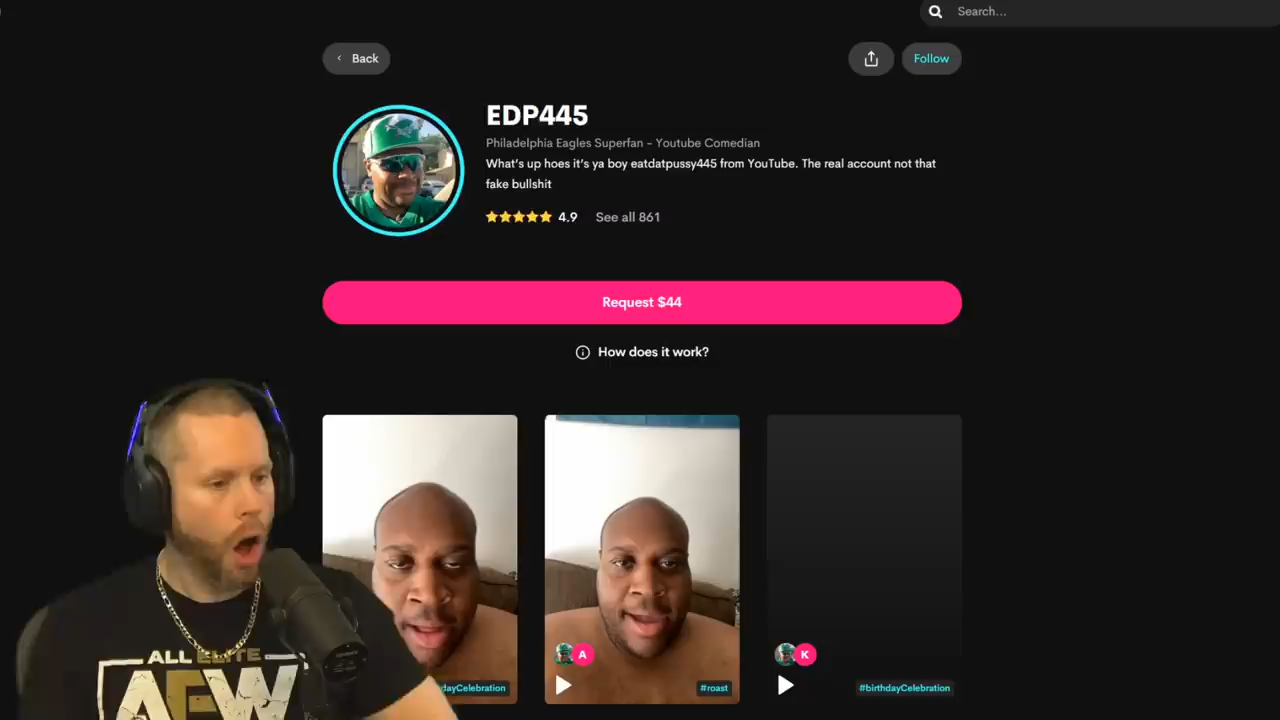 Search...
Back
Follow
EDP445
Philadelphia Eagles Superfan - Youtube Comedian
What's up hoes it's ya boy eatdatpussy445 from YouTube. The real account not that
fake bullshit
4.9 See all 861
Request $44
How does it work?
dayCelebration
A
#roast
K
#birthdayCelebration
ALL ELITE
AEW